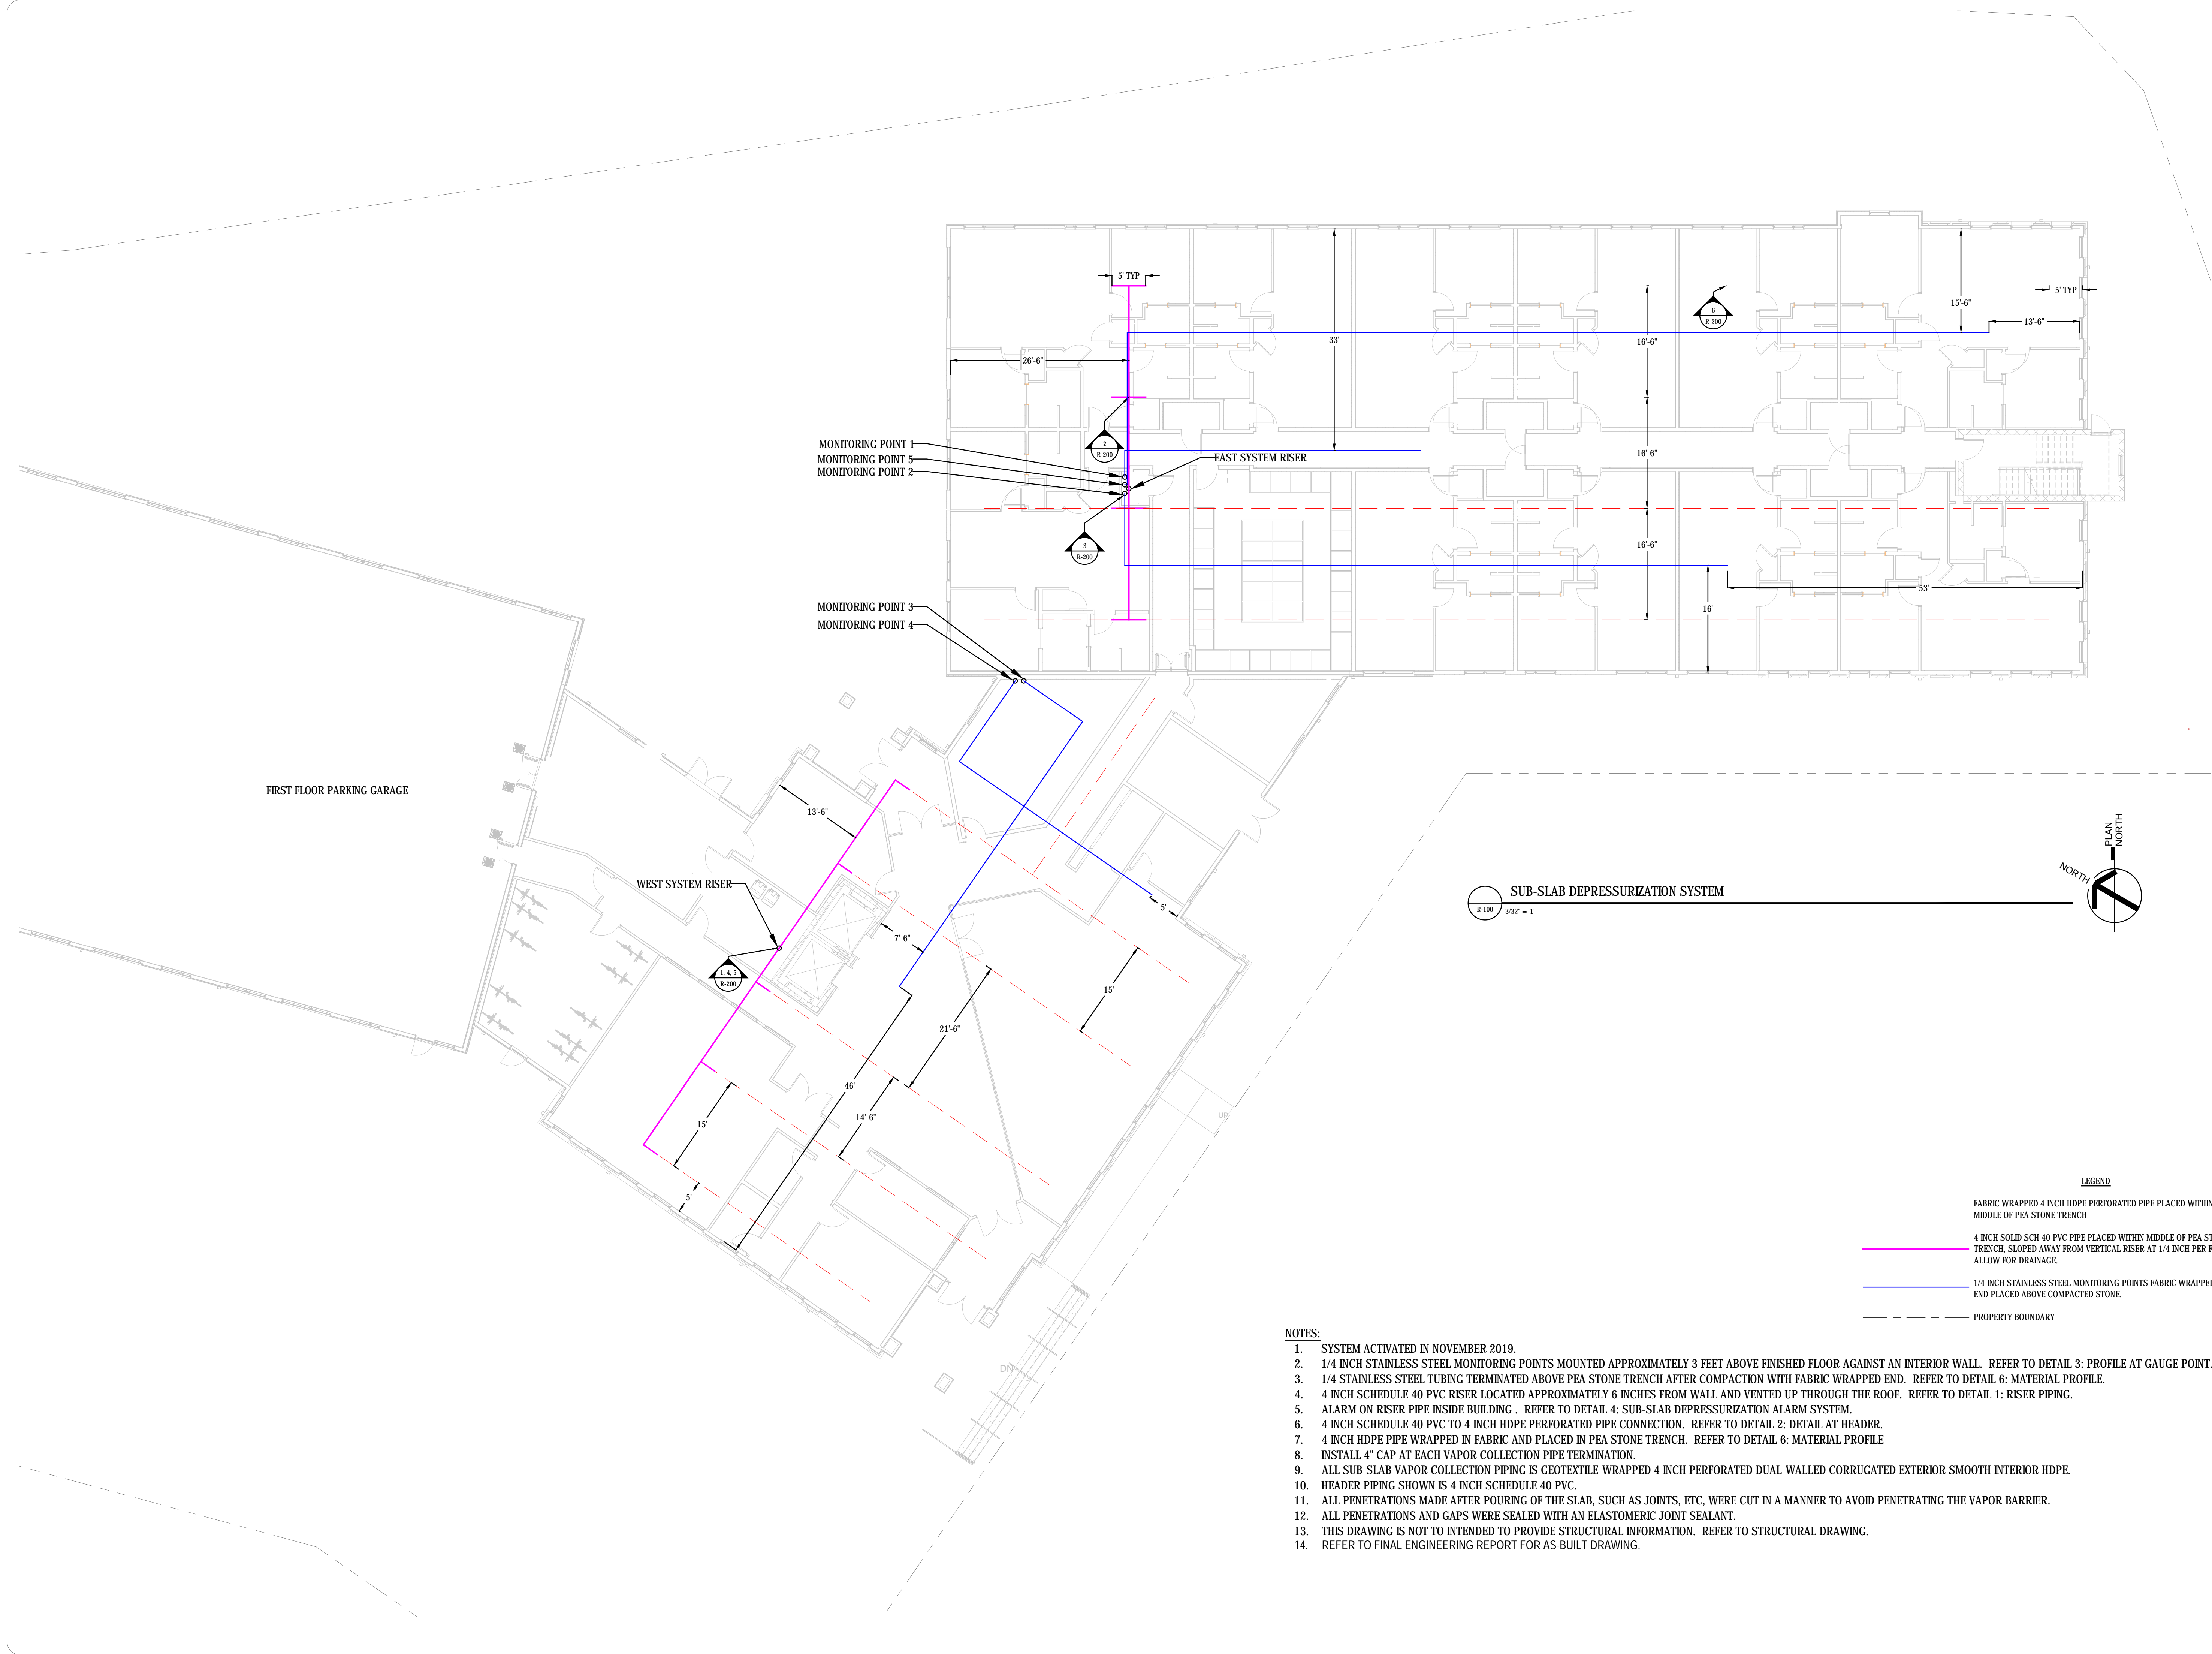 5' TYP
5' TYP
15'-6"
13'-6"
6
R-200
33'
16'-6"
26'-6"
MONITORING POINT 1
MONITORING POINT 5
MONITORING POINT 2
2
R-200
EAST SYSTEM RISER
16'-6"
3
R-200
16'-6"
53'
16'
MONITORING POINT 3
MONITORING POINT 4
FIRST FLOOR PARKING GARAGE
13'-6"
WEST SYSTEM RISER
1, 4, 5
R-200
7'-6"
5'
15'
21'-6"
46'
14'-6"
15'
5'
UP
DN
PLAN
NORTH
NORTH
SUB-SLAB DEPRESSURIZATION SYSTEM
R-100
3/32" = 1'
LEGEND
FABRIC WRAPPED 4 INCH HDPE PERFORATED PIPE PLACED WITHIN
MIDDLE OF PEA STONE TRENCH
4 INCH SOLID SCH 40 PVC PIPE PLACED WITHIN MIDDLE OF PEA
TRENCH, SLOPED AWAY FROM VERTICAL RISER AT 1/4 INCH PER
ALLOW FOR DRAINAGE.
1/4 INCH STAINLESS STEEL MONITORING POINTS FABRIC WRAPPE
END PLACED ABOVE COMPACTED STONE.
PROPERTY BOUNDARY
NOTES:
1. SYSTEM ACTIVATED IN NOVEMBER 2019.
2. 1/4 INCH STAINLESS STEEL MONITORING POINTS MOUNTED APPROXIMATELY 3 FEET ABOVE FINISHED FLOOR AGAINST AN INTERIOR WALL. REFER TO DETAIL 3: PROFILE AT GAUGE POINT.
3. 1/4 STAINLESS STEEL TUBING TERMINATED ABOVE PEA STONE TRENCH AFTER COMPACTION WITH FABRIC WRAPPED END. REFER TO DETAIL 6: MATERIAL PROFILE.
4. 4 INCH SCHEDULE 40 PVC RISER LOCATED APPROXIMATELY 6 INCHES FROM WALL AND VENTED UP THROUGH THE ROOF. REFER TO DETAIL 1: RISER PIPING.
5. ALARM ON RISER PIPE INSIDE BUILDING . REFER TO DETAIL 4: SUB-SLAB DEPRESSURIZATION ALARM SYSTEM.
6. 4 INCH SCHEDULE 40 PVC TO 4 INCH HDPE PERFORATED PIPE CONNECTION. REFER TO DETAIL 2: DETAIL AT HEADER.
7. 4 INCH HDPE PIPE WRAPPED IN FABRIC AND PLACED IN PEA STONE TRENCH. REFER TO DETAIL 6: MATERIAL PROFILE
8. INSTALL 4" CAP AT EACH VAPOR COLLECTION PIPE TERMINATION.
9. ALL SUB-SLAB VAPOR COLLECTION PIPING IS GEOTEXTILE-WRAPPED 4 INCH PERFORATED DUAL-WALLED CORRUGATED EXTERIOR SMOOTH INTERIOR HDPE.
10. HEADER PIPING SHOWN IS 4 INCH SCHEDULE 40 PVC.
11. ALL PENETRATIONS MADE AFTER POURING OF THE SLAB, SUCH AS JOINTS, ETC, WERE CUT IN A MANNER TO AVOID PENETRATING THE VAPOR BARRIER.
12. ALL PENETRATIONS AND GAPS WERE SEALED WITH AN ELASTOMERIC JOINT SEALANT.
13. THIS DRAWING IS NOT TO INTENDED TO PROVIDE STRUCTURAL INFORMATION. REFER TO STRUCTURAL DRAWING.
14. REFER TO FINAL ENGINEERING REPORT FOR AS-BUILT DRAWING.